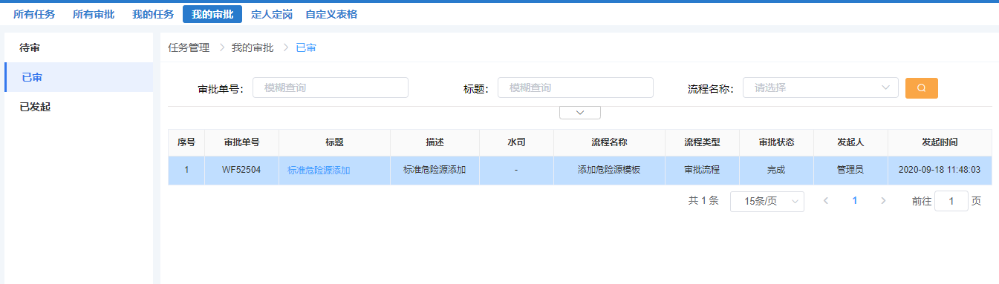 所有任务 所有审批 我的任务 我的审批 定人定岗 自定义表格
待审
已审
已发起
任务管理 > 我的审批 > 已审
审批单号: 模糊查询 标题: 模糊查询 流程名称: 请选择
序号 审批单号 标题 描述 水司 流程名称 流程类型 审批状态 发起人 发起时间
1 WF52504 标准危险源添加 标准危险源添加 - 添加危险源模板 审批流程 完成 管理员 2020-09-18 11:48:03
共 1 条 15条/页 < 1 > 前往 1 页